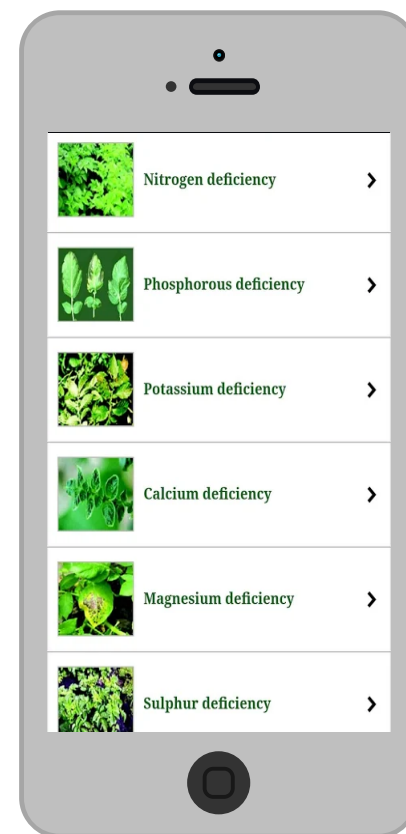 Nitrogen deficiency
Phosphorous deficiency
Potassium deficiency
Calcium deficiency
Magnesium deficiency
Sulphur deficiency